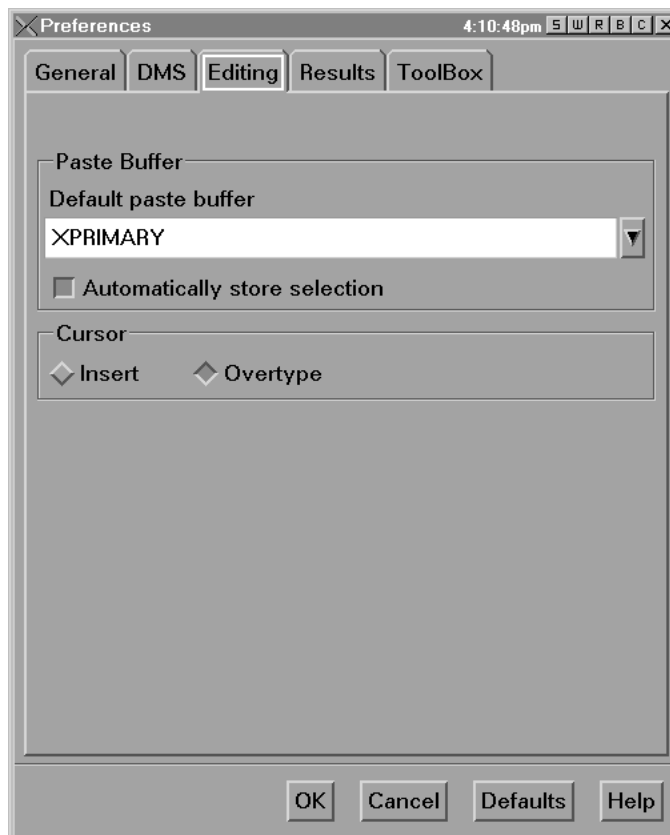 Preferences 4:10:48pm S W R B C X
General DMS Editing Results ToolBox
Paste Buffer
Default paste buffer
XPRIMARY
Automatically store selection
Cursor
Insert Overtype
OK Cancel Defaults Help